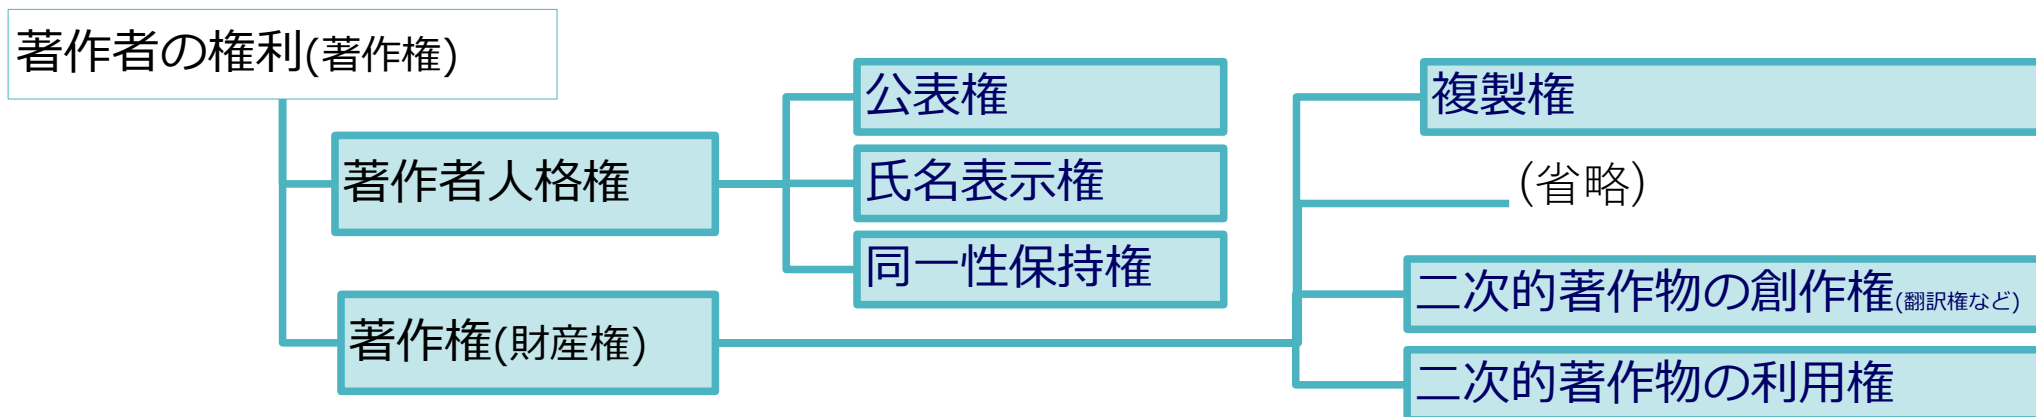 著作者の権利(著作権)
著作者人格権
公表権
氏名表示権
同一性保持権
著作権(財産権)
複製権
(省略)
二次的著作物の創作権(翻訳権など)
二次的著作物の利用権